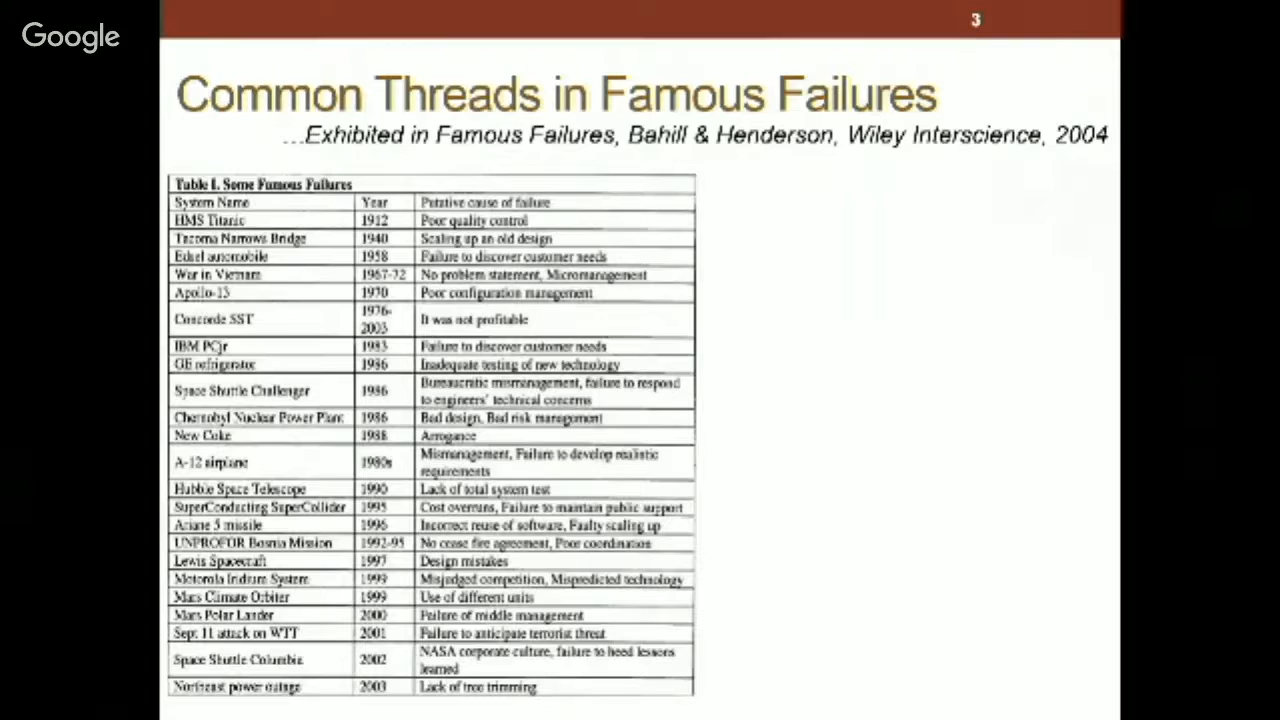 Google
3
Common Threads in Famous Failures
...Exhibited in Famous Failures, Bahill & Henderson, Wiley Interscience, 2004
Table I. Some Famous Failures
System Name Year Putative cause of failure
HMS Titanic 1912 Poor quality control
Tacoma Narrows Bridge 1940 Scaling up an old design
Edsel automobile 1958 Failure to discover customer needs
War in Vietnam 1967-72 No problem statement, Micromanagement
Apollo-13 1970 Poor configuration management
Concorde SST 1976-
2003 It was not profitable
IBM PCjr 1983 Failure to discover customer needs
GE refrigerator 1986 Inadequate testing of new technology
Space Shuttle Challenger 1986 Bureaucratic mismanagement, failure to respond
to engineers' technical concerns
Chernobyl Nuclear Power Plant 1986 Bad design, Bad risk management
New Coke 1988 Arrogance
A-12 airplane 1980s Mismanagement, Failure to develop realistic
requirements
Hubble Space Telescope 1990 Lack of total system test
SuperConducting SuperCollider 1995 Cost overruns, Failure to maintain public support
Ariane 5 missile 1996 Incorrect reuse of software, Faulty scaling up
UNPROFOR Bosnia Mission 1992-95 No cease fire agreement, Poor coordination
Lewis Spacecraft 1997 Design mistakes
Motorola Iridium System 1999 Misjudged competition, Mispredicted technology
Mars Climate Orbiter 1999 Use of different units
Mars Polar Lander 2000 Failure of middle management
Sept 11 attack on WTT 2001 Failure to anticipate terrorist threat
Space Shuttle Columbia 2002 NASA corporate culture, failure to heed lessons
learned
Northeast power outage 2003 Lack of tree trimming